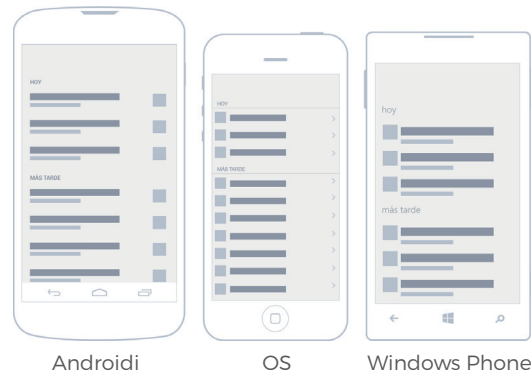 HOY
MÁS TARDE
HOY
MÁS TARDE
hoy
más tarde
Androidi
OS
Windows Phone